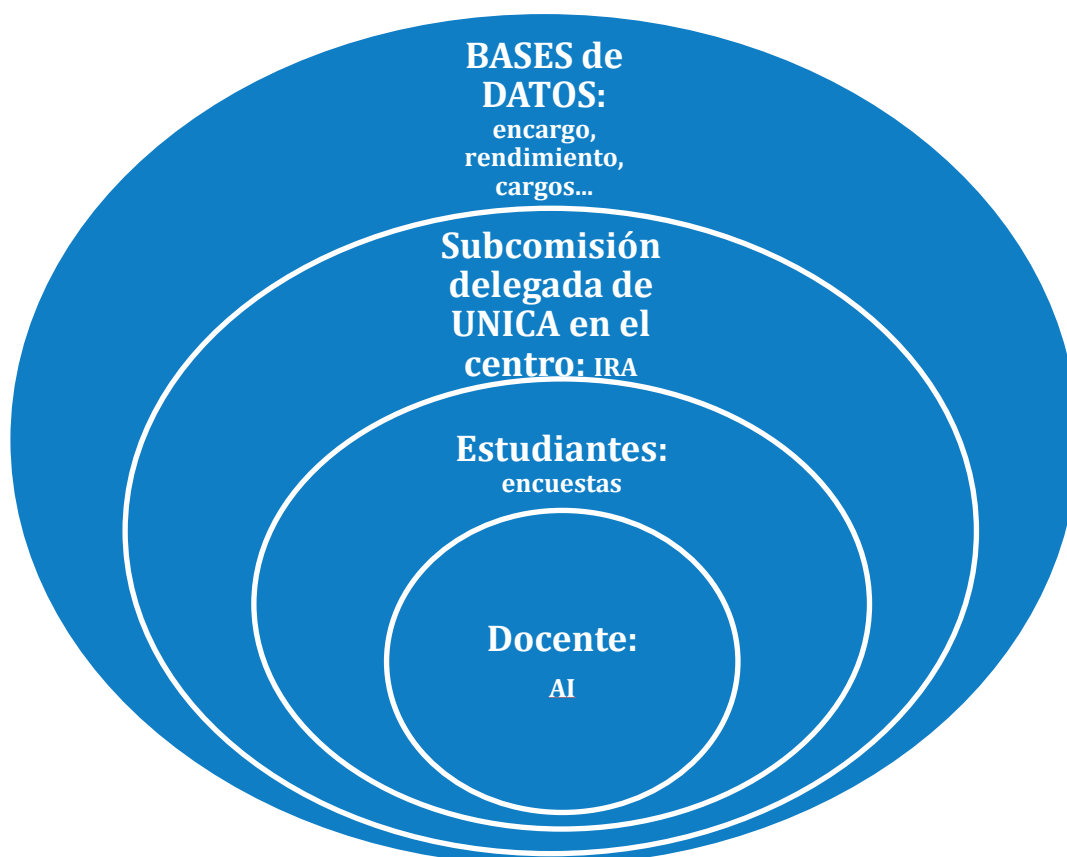 BASES de
DATOS:
encargo,
rendimiento,
cargos...
Subcomisión
delegada de
UNICA en el
centro: IRA
Estudiantes:
encuestas
Docente:
AI